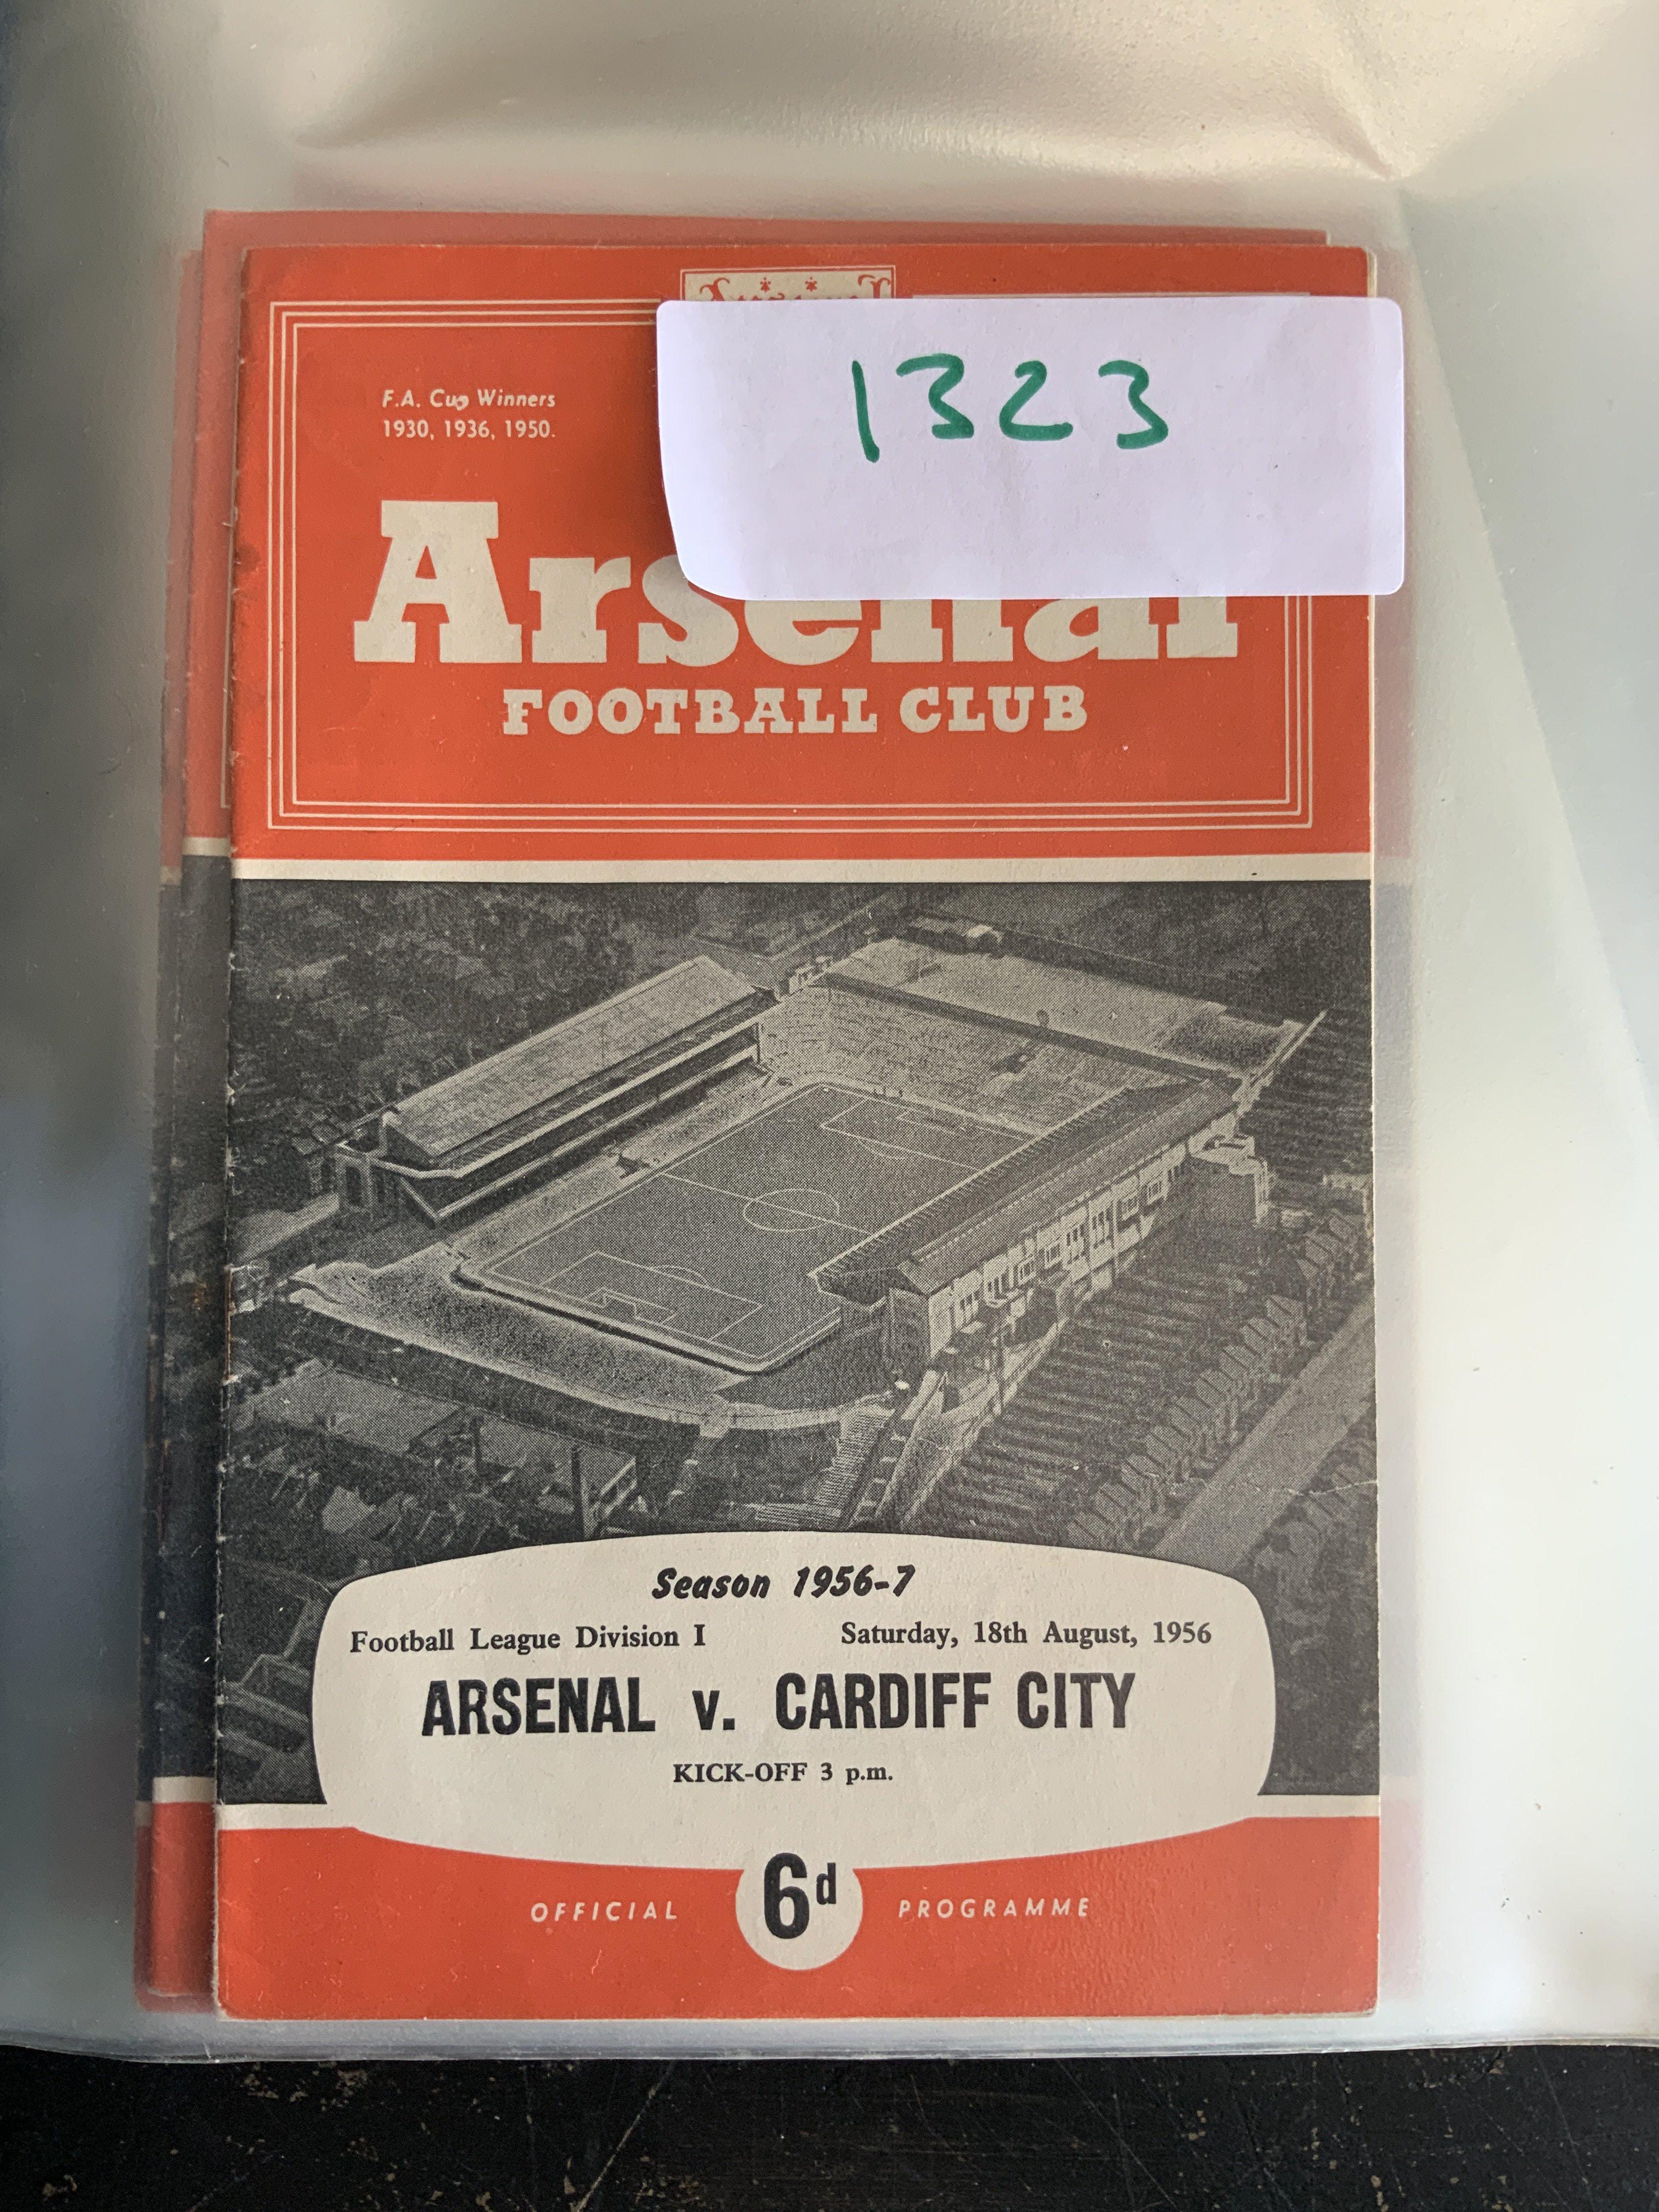 1323
F.A. Cup Winners
1930, 1936, 1950.
Arsenal
FOOTBALL CLUB
Season 1956-7
Football League Division I Saturday, 18th August, 1956
ARSENAL v. CARDIFF CITY
KICK-OFF 3 p.m.
OFFICIAL 6d PROGRAMME